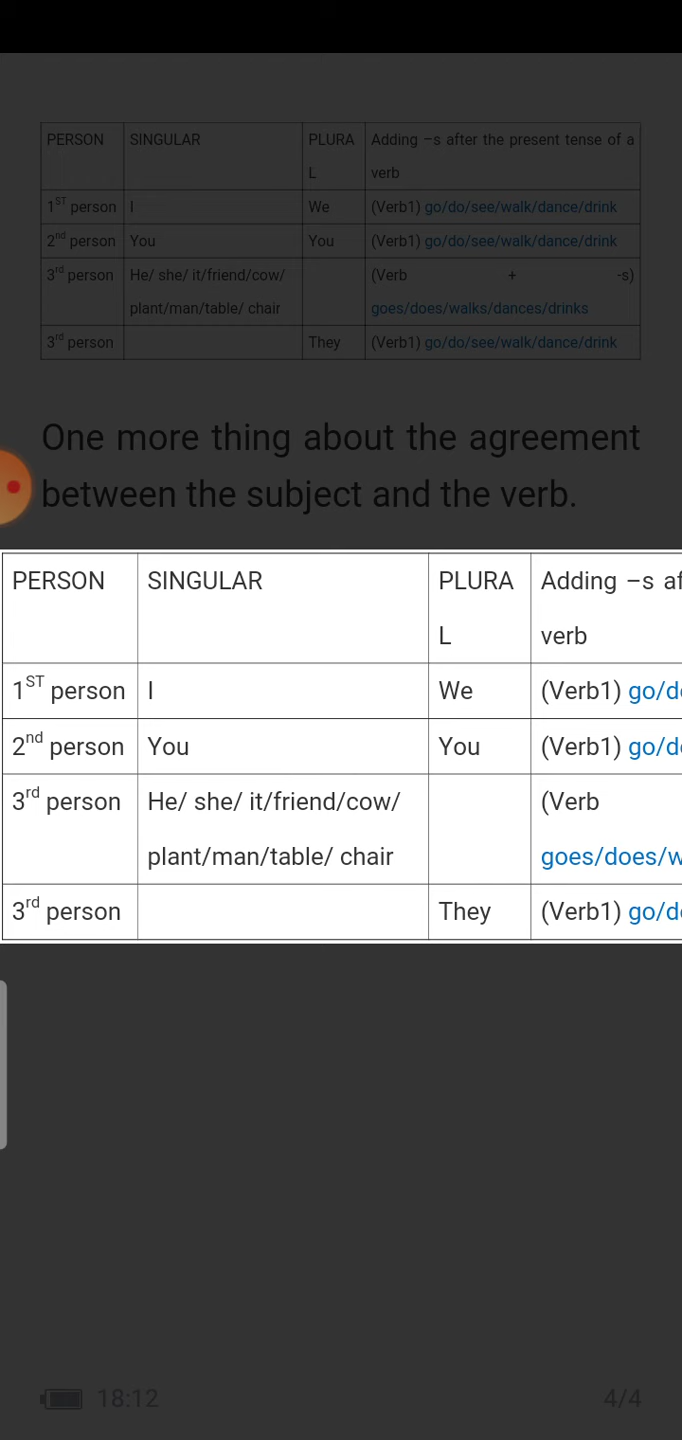 PERSON SINGULAR PLURA Adding –s after the present tense of a
L verb
1ST person I We (Verb1) go/do/see/walk/dance/drink
2nd person You You (Verb1) go/do/see/walk/dance/drink
3rd person He/ she/ it/friend/cow/ (Verb + -s)
plant/man/table/ chair goes/does/walks/dances/drinks
3rd person They (Verb1) go/do/see/walk/dance/drink
One more thing about the agreement
between the subject and the verb.
PERSON SINGULAR PLURA Adding –s af
L verb
1ST person I We (Verb1) go/d
2nd person You You (Verb1) go/d
3rd person He/ she/ it/friend/cow/ (Verb
plant/man/table/ chair goes/does/w
3rd person They (Verb1) go/d
18:12 4/4